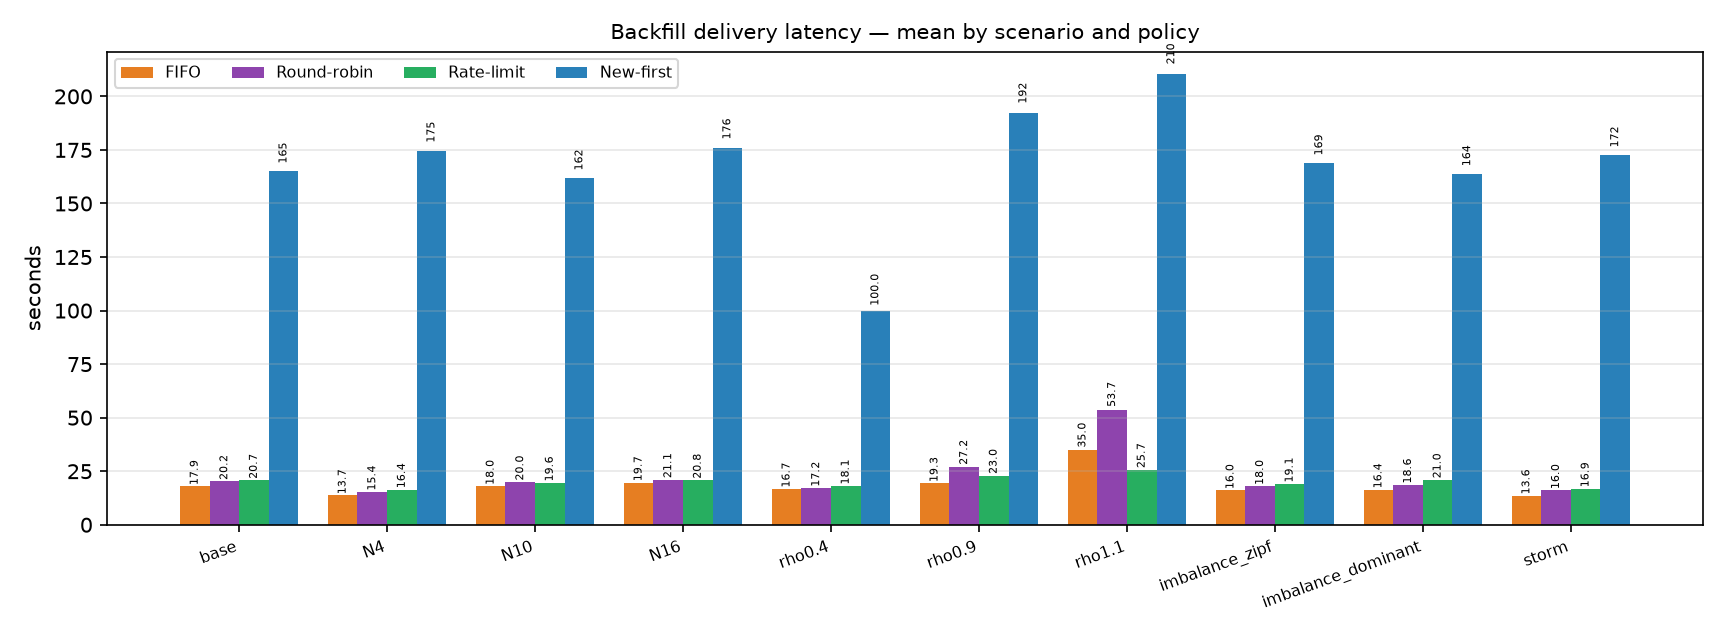 Backfill delivery latency — mean by scenario and policy
FIFO Round-robin Rate-limit New-first
seconds
200
175
150
125
100
75
50
25
0
17.9 20.2 20.7 165
13.7 15.4 16.4 175
18.0 20.0 19.6 162
19.7 21.1 20.8 176
16.7 17.2 18.1 100.0
19.3 27.2 23.0 192
35.0 53.7 25.7 210
16.0 18.0 19.1 169
16.4 18.6 21.0 164
13.6 16.0 16.9 172
base N4 N10 N16 rho0.4 rho0.9 rho1.1 imbalance_zipf imbalance_dominant storm